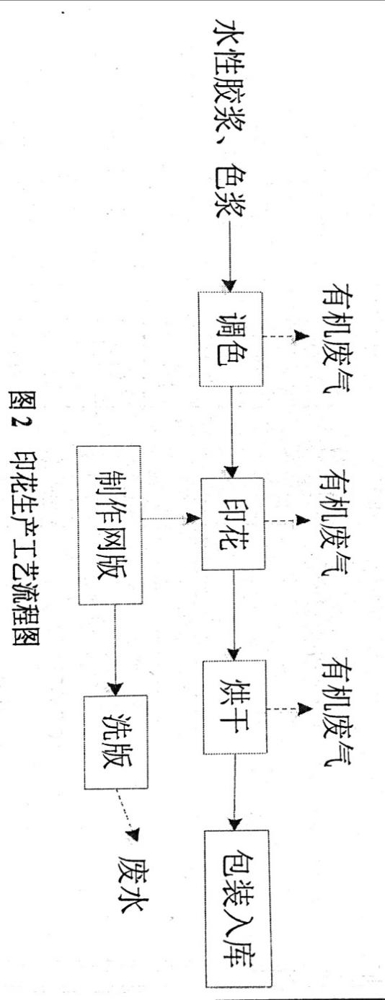 有机废气
有机废气
有机废气
水性胶浆、色浆
调色
印花
烘干
包装入库
制作网版
洗版
废水
图2 印花生产工艺流程图